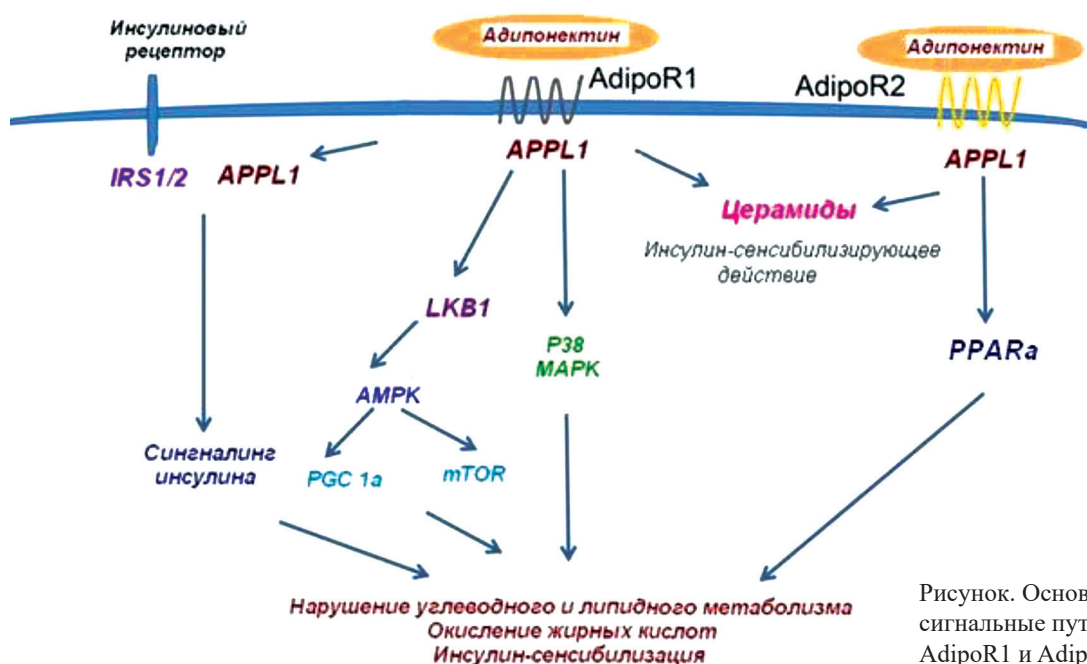 Инсулиновый
рецептор
Адипонектин
AdipoR1
AdipoR2
Адипонектин
IRS1/2
APPL1
APPL1
APPL1
Церамиды
Инсулин-сенсибилизирующее
действие
LKB1
P38
MAPK
PPARa
AMPK
Сингналинг
инсулина
PGC 1a
mTOR
Нарушение углеводного и липидного метаболизма
Окисление жирных кислот
Инсулин-сенсибилизация
Рисунок. Основ
сигнальные пут
AdipoR1 и Adip